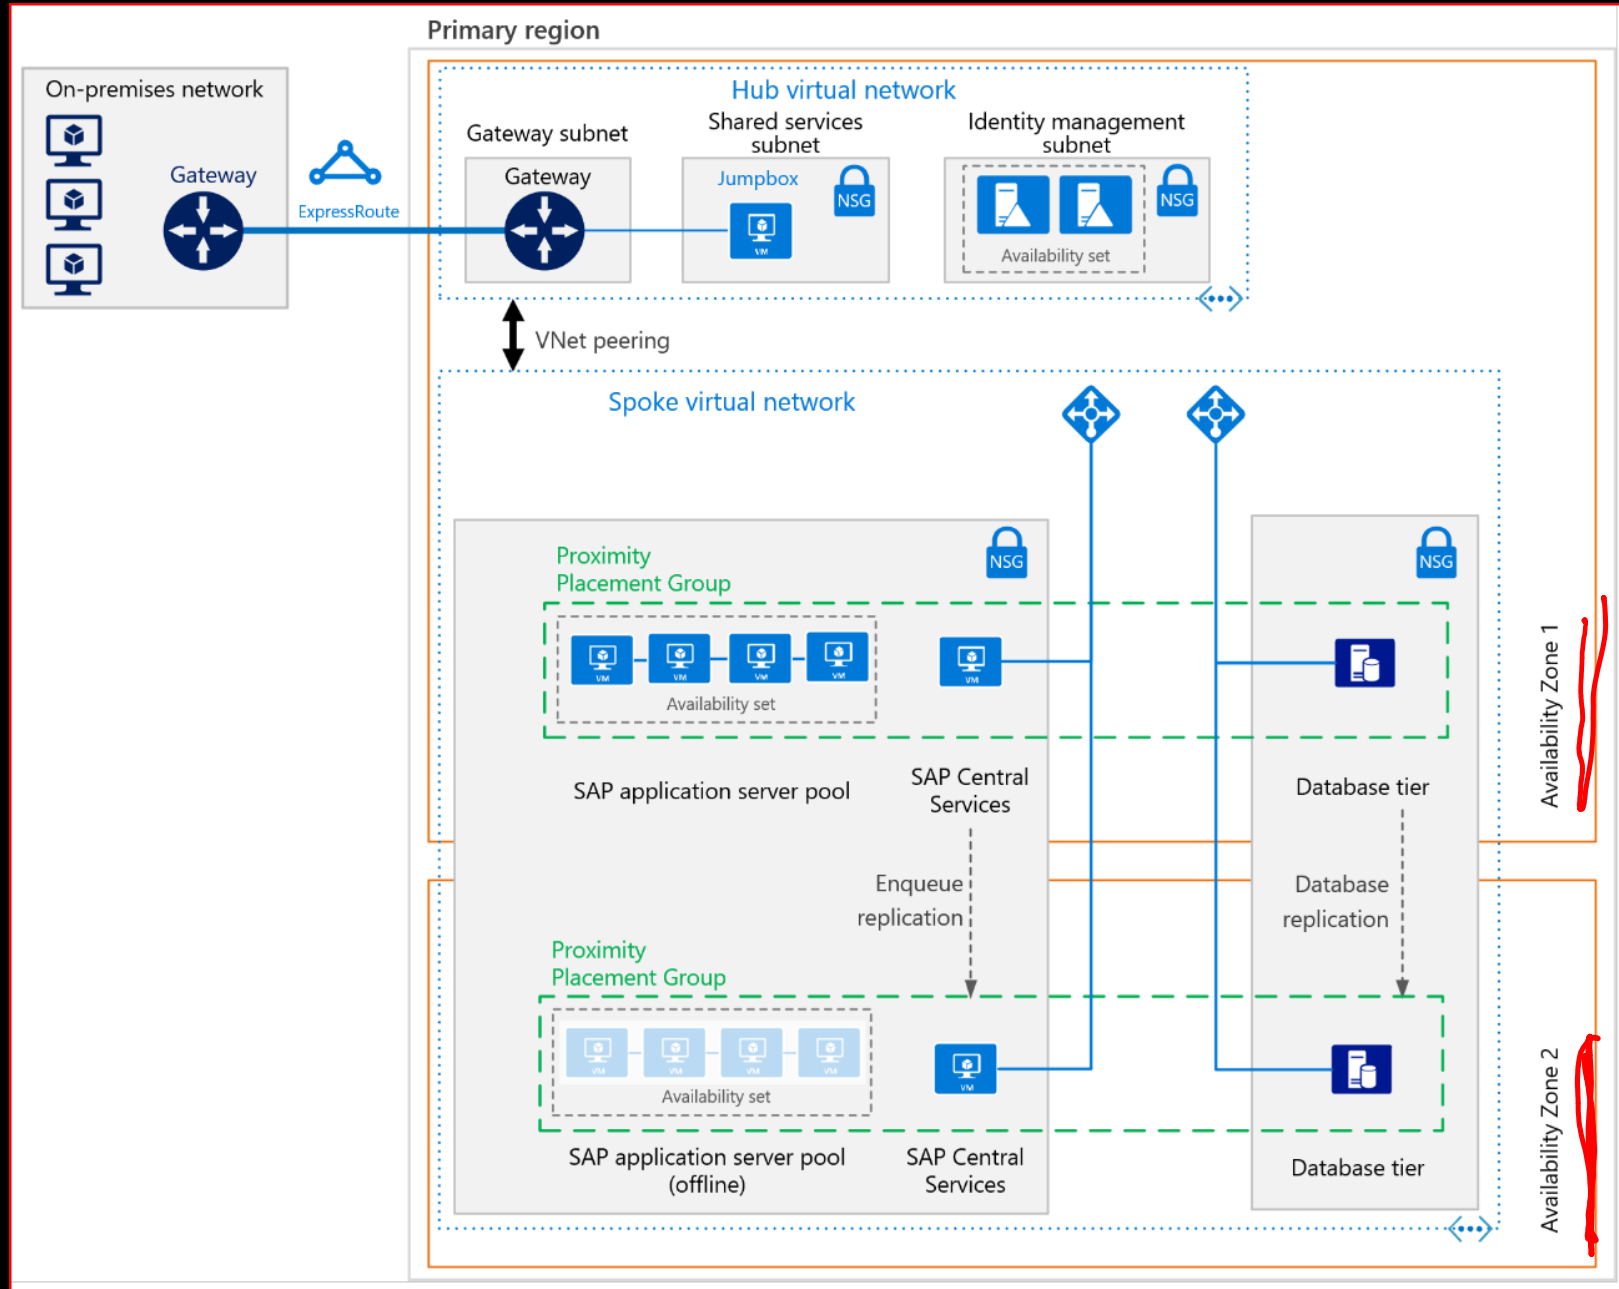 Primary region
On-premises network
Gateway
ExpressRoute
Hub virtual network
Gateway subnet
Gateway
Shared services
subnet
Jumpbox
VM
NSG
Identity management
subnet
Availability set
NSG
VNet peering
Spoke virtual network
NSG
NSG
Proximity
Placement Group
VM
VM
VM
VM
Availability set
VM
SAP application server pool
SAP Central
Services
Database tier
Availability Zone 1
Enqueue
replication
Database
replication
Proximity
Placement Group
VM
VM
VM
VM
Availability set
VM
SAP application server pool
(offline)
SAP Central
Services
Database tier
Availability Zone 2